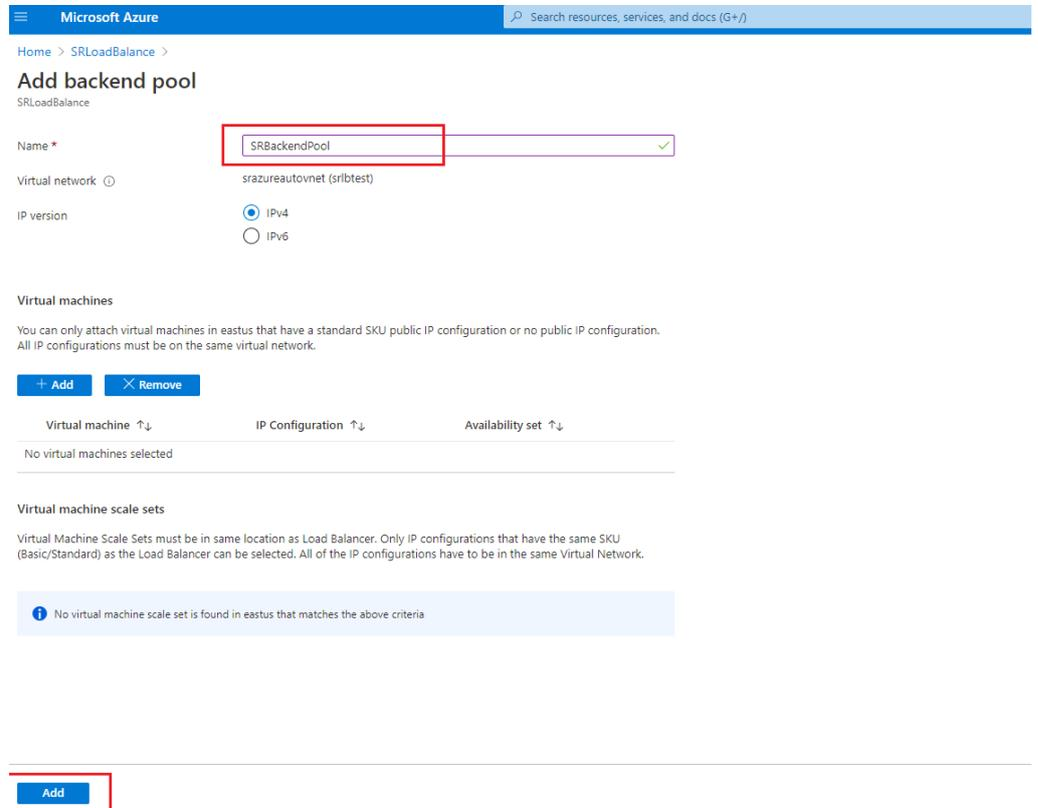 Microsoft Azure
Search resources, services, and docs (G+/)
Home > SRLoadBalance >
Add backend pool
SRLoadBalance
Name *
SRBackendPool
Virtual network
srazureautovnet (srlbtest)
IP version
IPv4
IPv6
Virtual machines
You can only attach virtual machines in eastus that have a standard SKU public IP configuration or no public IP configuration.
All IP configurations must be on the same virtual network.
+ Add
Remove
Virtual machine ↑↓ IP Configuration ↑↓ Availability set ↑↓
No virtual machines selected
Virtual machine scale sets
Virtual Machine Scale Sets must be in same location as Load Balancer. Only IP configurations that have the same SKU
(Basic/Standard) as the Load Balancer can be selected. All of the IP configurations have to be in the same Virtual Network.
No virtual machine scale set is found in eastus that matches the above criteria
Add